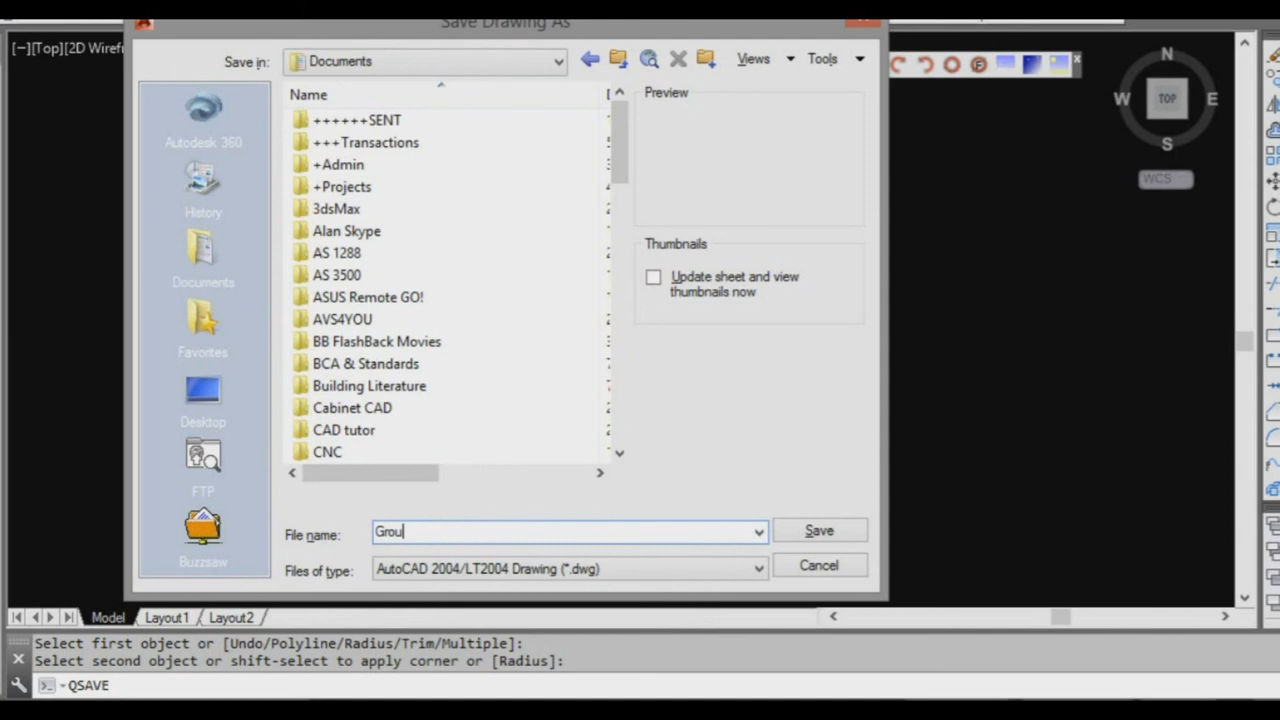 Save Drawing As
[−][Top][2D Wirefr
Save in:
Documents
Views
Tools
N
W
TOP
E
S
WCS
Autodesk 360
History
Documents
Favorites
Desktop
FTP
Buzzsaw
Name
++++++SENT
+++Transactions
+Admin
+Projects
3dsMax
Alan Skype
AS 1288
AS 3500
ASUS Remote GO!
AVS4YOU
BB FlashBack Movies
BCA & Standards
Building Literature
Cabinet CAD
CAD tutor
CNC
Preview
Thumbnails
Update sheet and view
thumbnails now
File name:
Grou
Save
Files of type:
AutoCAD 2004/LT2004 Drawing (*.dwg)
Cancel
Model
Layout1
Layout2
Select first object or [Undo/Polyline/Radius/Trim/Multiple]:
Select second object or shift-select to apply corner or [Radius]:
QSAVE